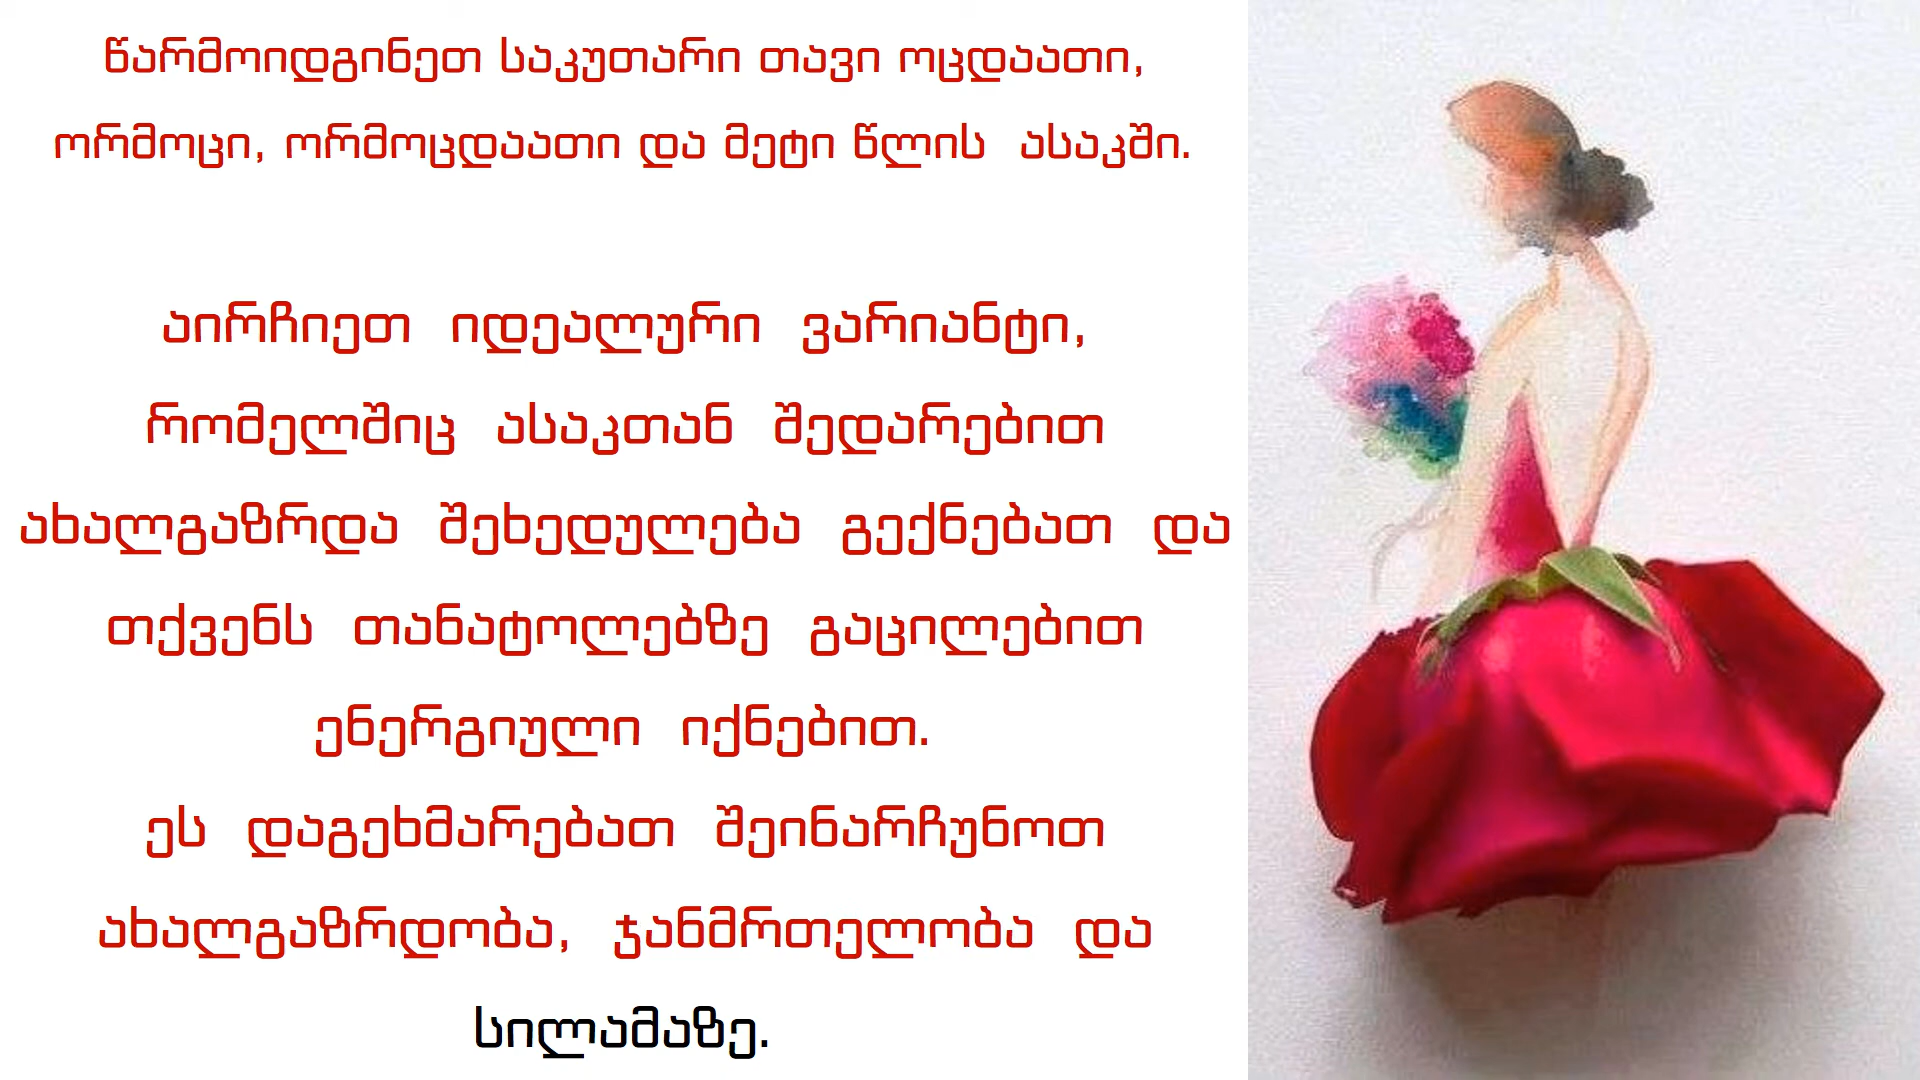 წარმოიდგინეთ საკუთარი თავი ოცდაათი,
ორმოცი, ორმოცდაათი და მეტი წლის ასაკში.
აირჩიეთ იდეალური ვარიანტი,
რომელშიც ასაკთან შედარებით
ახალგაზრდა შეხედულება გექნებათ და
თქვენს თანატოლებზე გაცილებით
ენერგიული იქნებით.
ეს დაგეხმარებათ შეინარჩუნოთ
ახალგაზრდობა, ჯანმრთელობა და
სილამაზე.